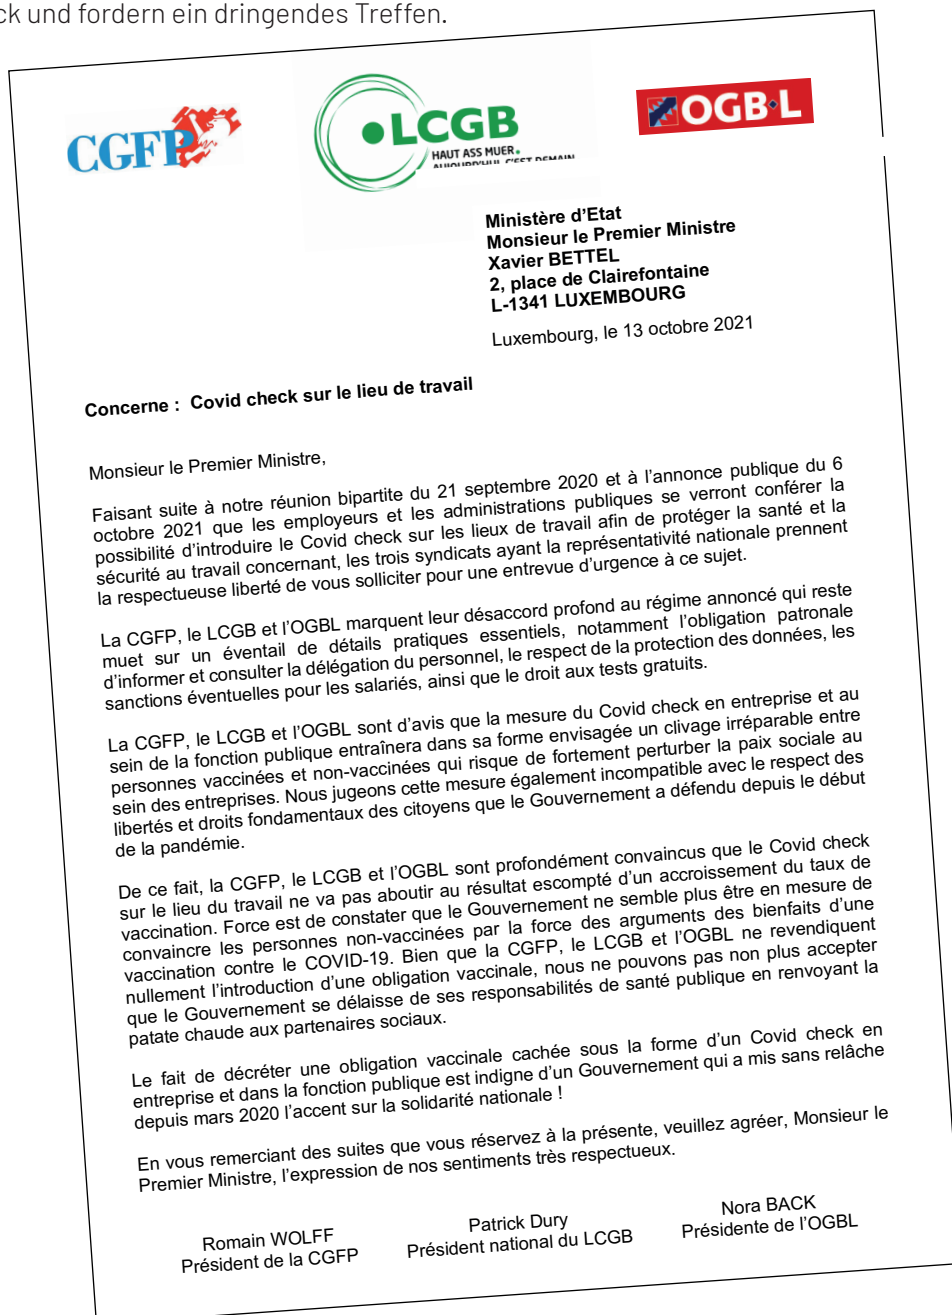 ck und fordern ein dringendes Treffen.
CGFP
LCGB
HAUT ASS MUER.
AUJOURD'HUI, C'EST DEMAIN
OGB·L
Ministère d'Etat
Monsieur le Premier Ministre
Xavier BETTEL
2, place de Clairefontaine
L-1341 LUXEMBOURG
Luxembourg, le 13 octobre 2021
Concerne : Covid check sur le lieu de travail
Monsieur le Premier Ministre,
Faisant suite à notre réunion bipartite du 21 septembre 2020 et à l'annonce publique du 6
octobre 2021 que les employeurs et les administrations publiques se verront conférer la
possibilité d'introduire le Covid check sur les lieux de travail afin de protéger la santé et la
sécurité au travail concernant, les trois syndicats ayant la représentativité nationale prennent
la respectueuse liberté de vous solliciter pour une entrevue d'urgence à ce sujet.
La CGFP, le LCGB et l'OGBL marquent leur désaccord profond au régime annoncé qui reste
muet sur un éventail de détails pratiques essentiels, notamment l'obligation patronale
d'informer et consulter la délégation du personnel, le respect de la protection des données, les
sanctions éventuelles pour les salariés, ainsi que le droit aux tests gratuits.
La CGFP, le LCGB et l'OGBL sont d'avis que la mesure du Covid check en entreprise et au
sein de la fonction publique entraînera dans sa forme envisagée un clivage irréparable entre
personnes vaccinées et non-vaccinées qui risque de fortement perturber la paix sociale au
sein des entreprises. Nous jugeons cette mesure également incompatible avec le respect des
libertés et droits fondamentaux des citoyens que le Gouvernement a défendu depuis le début
de la pandémie.
De ce fait, la CGFP, le LCGB et l'OGBL sont profondément convaincus que le Covid check
sur le lieu du travail ne va pas aboutir au résultat escompté d'un accroissement du taux de
vaccination. Force est de constater que le Gouvernement ne semble plus être en mesure de
convaincre les personnes non-vaccinées par la force des arguments des bienfaits d'une
vaccination contre le COVID-19. Bien que la CGFP, le LCGB et l'OGBL ne revendiquent
nullement l'introduction d'une obligation vaccinale, nous ne pouvons pas non plus accepter
que le Gouvernement se délaisse de ses responsabilités de santé publique en renvoyant la
patate chaude aux partenaires sociaux.
Le fait de décréter une obligation vaccinale cachée sous la forme d'un Covid check en
entreprise et dans la fonction publique est indigne d'un Gouvernement qui a mis sans relâche
depuis mars 2020 l'accent sur la solidarité nationale !
En vous remerciant des suites que vous réservez à la présente, veuillez agréer, Monsieur le
Premier Ministre, l'expression de nos sentiments très respectueux.
Romain WOLFF
Président de la CGFP
Patrick Dury
Président national du LCGB
Nora BACK
Présidente de l'OGBL